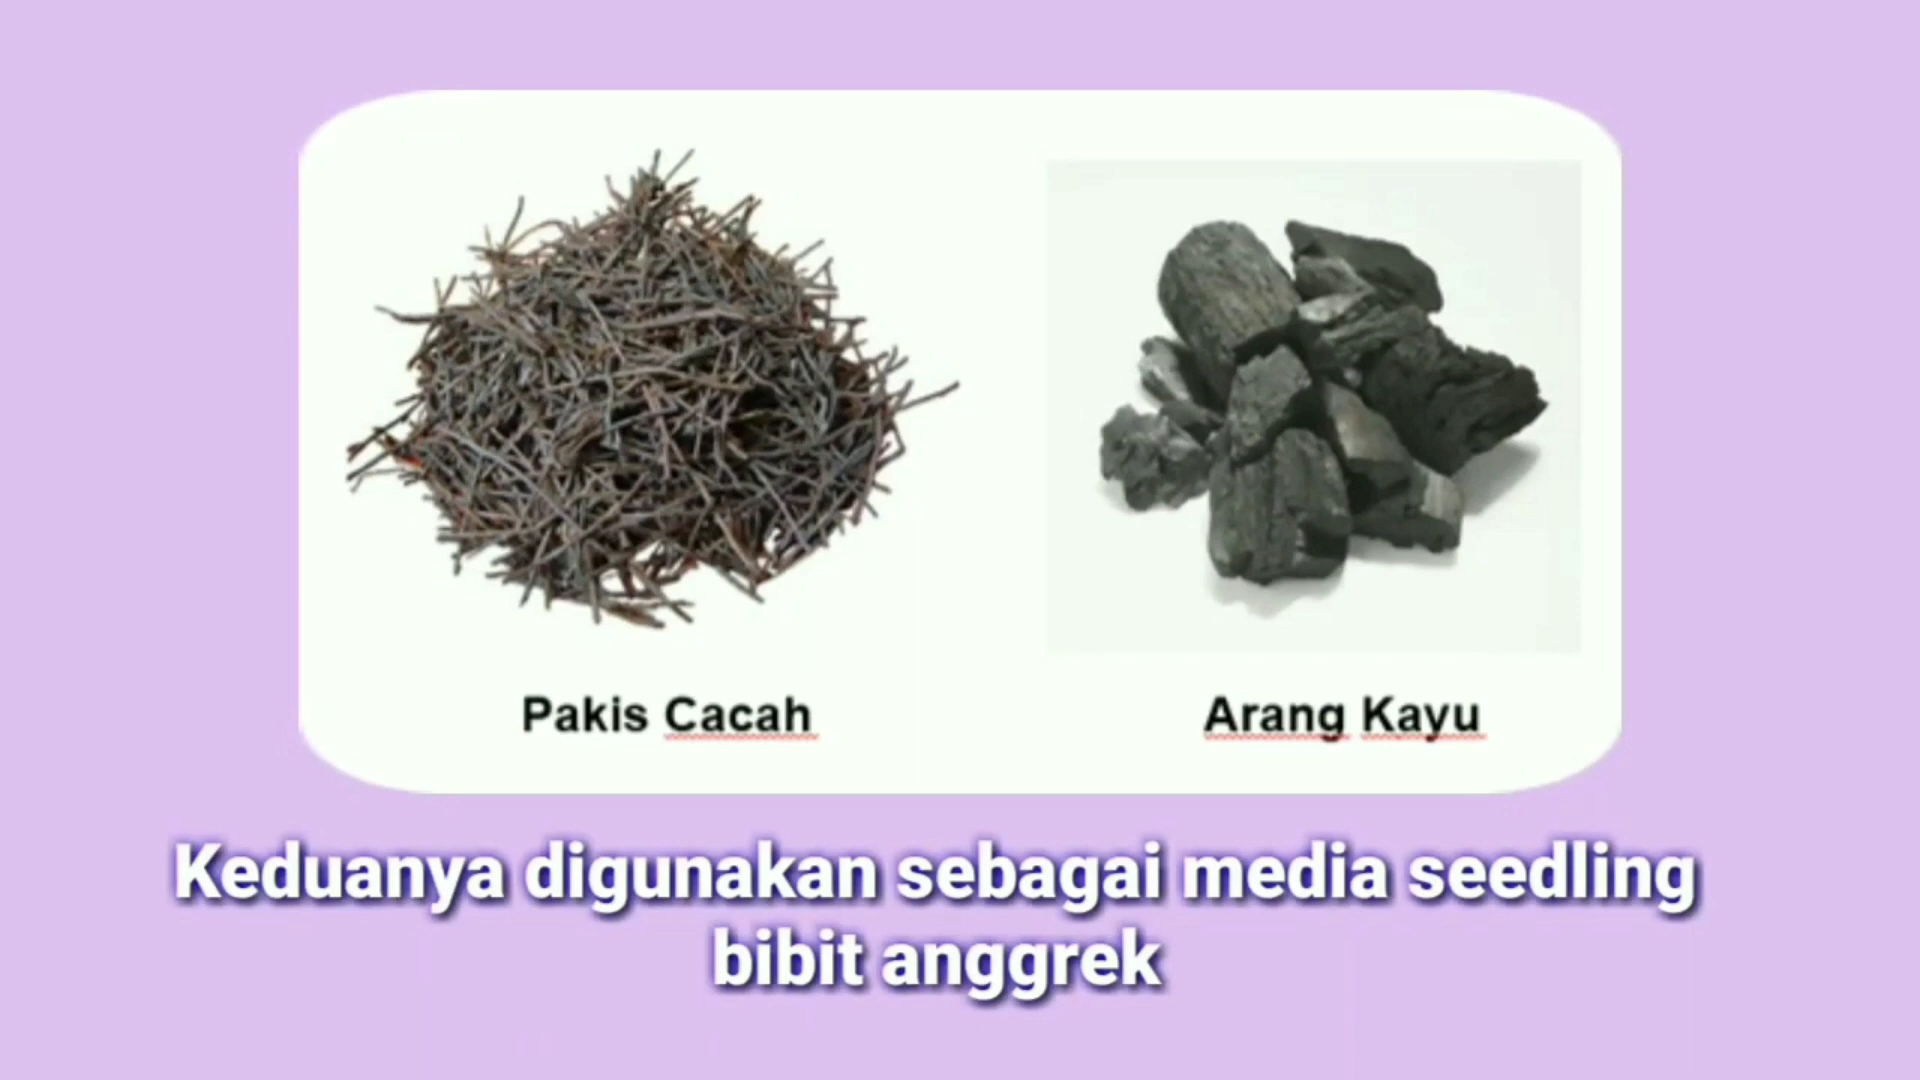 Pakis Cacah
Arang Kayu
Keduanya digunakan sebagai media seedling
bibit anggrek